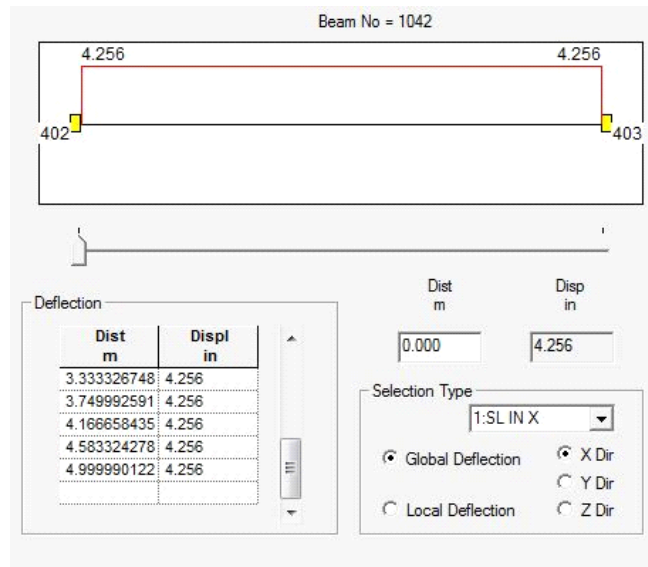 Beam No = 1042
4.256 4.256
402 403
Deflection
Dist Displ
m in
3.333326748 4.256
3.749992591 4.256
4.166658435 4.256
4.583324278 4.256
4.999990122 4.256
Dist Disp
m in
0.000 4.256
Selection Type
1:SL IN X
Global Deflection X Dir
Y Dir
Local Deflection Z Dir